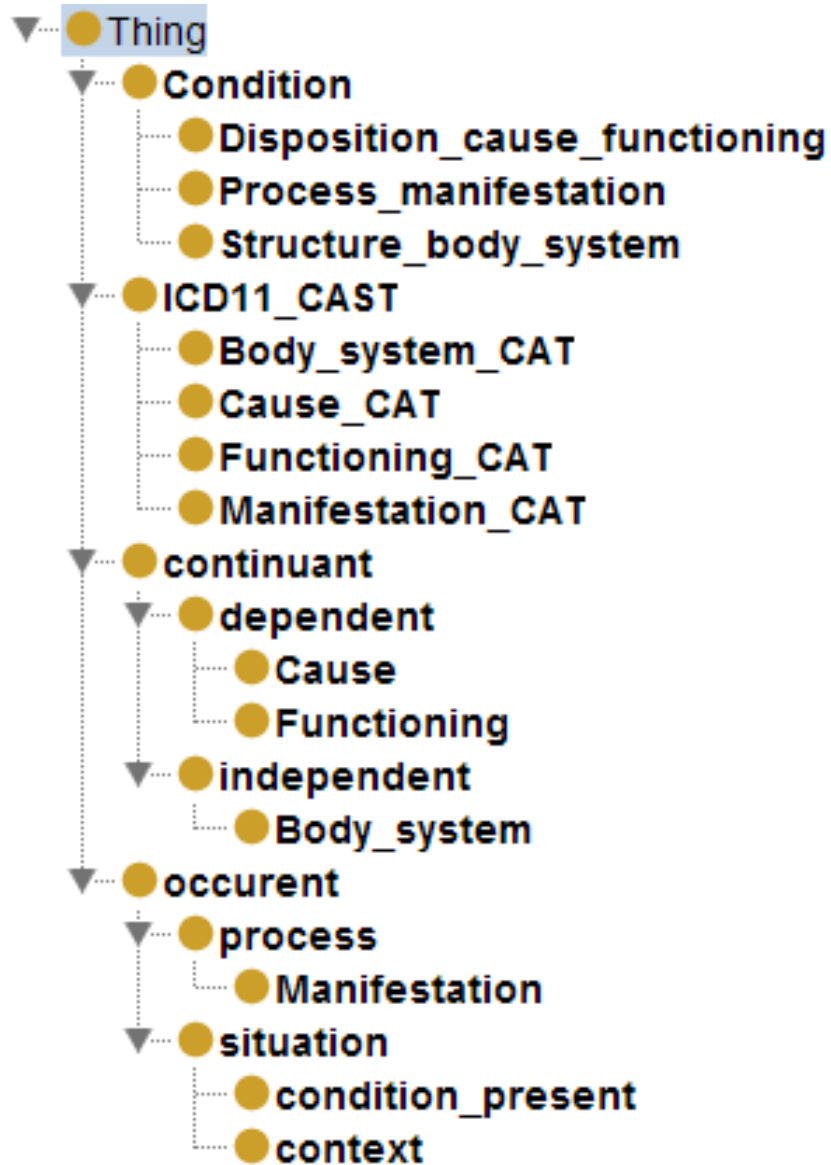 Thing
Condition
Disposition_cause_functioning
Process_manifestation
Structure_body_system
ICD11_CAST
Body_system_CAT
Cause_CAT
Functioning_CAT
Manifestation_CAT
continuant
dependent
Cause
Functioning
independent
Body_system
occurent
process
Manifestation
situation
condition_present
context